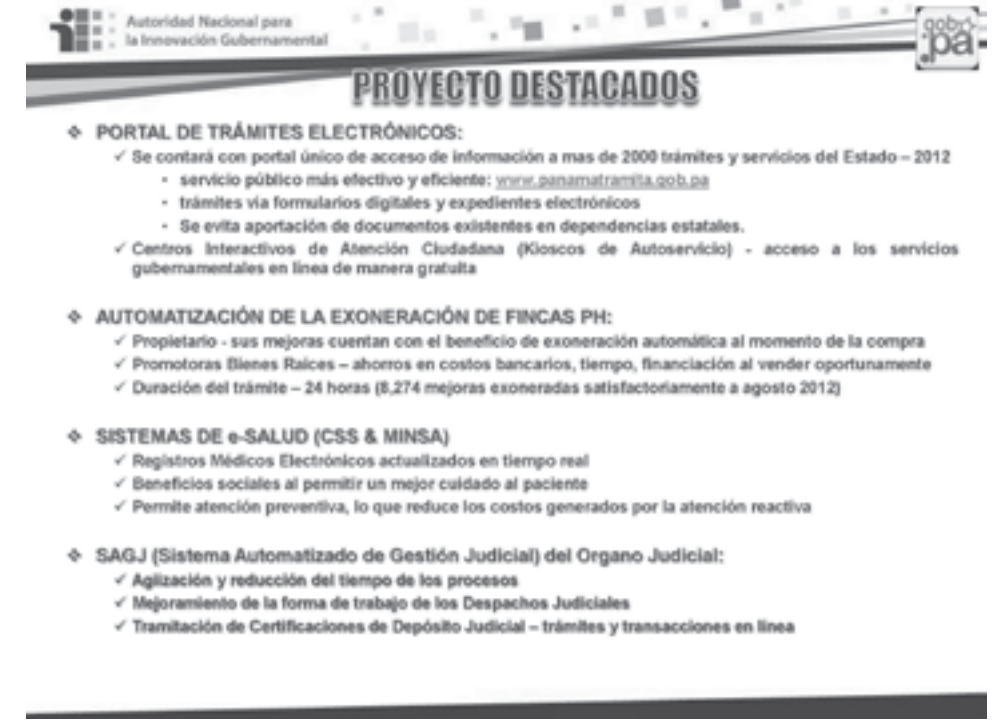 Autoridad Nacional para
la Innovación Gubernamental
gobi
.pa
PROYECTO DESTACADOS
❖ PORTAL DE TRÁMITES ELECTRÓNICOS:
✓ Se contará con portal único de acceso de información a mas de 2000 trámites y servicios del Estado – 2012
• servicio público más efectivo y eficiente: www.panamatramita.gob.pa
• trámites vía formularios digitales y expedientes electrónicos
• Se evita aportación de documentos existentes en dependencias estatales.
✓ Centros Interactivos de Atención Ciudadana (Kioscos de Autoservicio) - acceso a los servicios
gubernamentales en línea de manera gratuita
❖ AUTOMATIZACIÓN DE LA EXONERACIÓN DE FINCAS PH:
✓ Propietario - sus mejoras cuentan con el beneficio de exoneración automática al momento de la compra
✓ Promotoras Bienes Raíces – ahorros en costos bancarios, tiempo, financiación al vender oportunamente
✓ Duración del trámite – 24 horas (8,274 mejoras exoneradas satisfactoriamente a agosto 2012)
❖ SISTEMAS DE e-SALUD (CSS & MINSA)
✓ Registros Médicos Electrónicos actualizados en tiempo real
✓ Beneficios sociales al permitir un mejor cuidado al paciente
✓ Permite atención preventiva, lo que reduce los costos generados por la atención reactiva
❖ SAGJ (Sistema Automatizado de Gestión Judicial) del Organo Judicial:
✓ Agilización y reducción del tiempo de los procesos
✓ Mejoramiento de la forma de trabajo de los Despachos Judiciales
✓ Tramitación de Certificaciones de Depósito Judicial – trámites y transacciones en línea